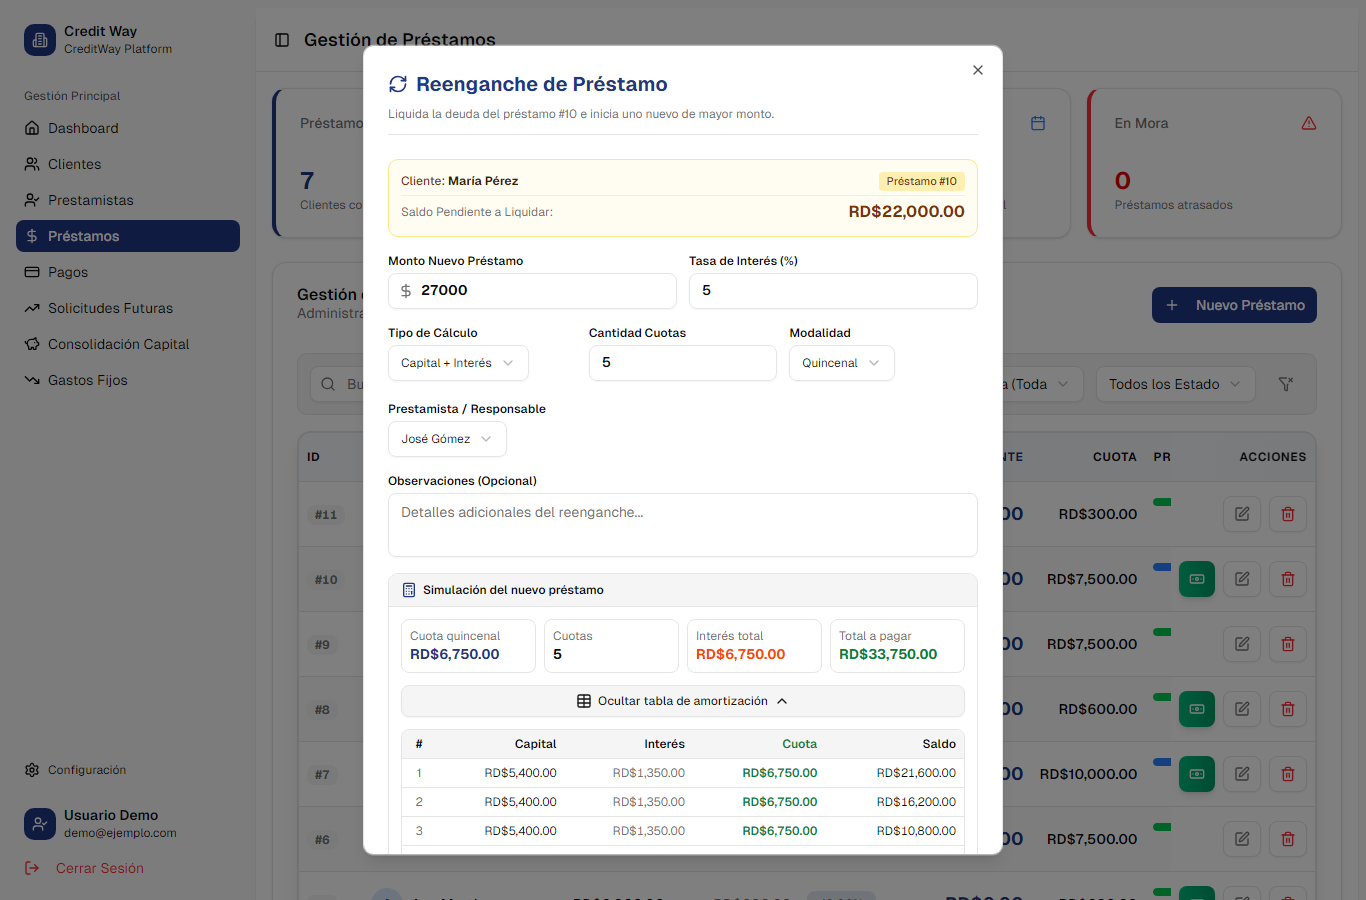 Credit Way
CreditWay Platform
Gestión Principal
Dashboard
Clientes
Prestamistas
Préstamos
Pagos
Solicitudes Futuras
Consolidación Capital
Gastos Fijos
Configuración
Usuario Demo
demo@ejemplo.com
Cerrar Sesión
Gestión de Préstamos
7
En Mora
0
Préstamos atrasados
Nuevo Préstamo
Todos los Estado
ID
CUOTA
ACCIONES
#11
RD$300.00
#10
RD$7,500.00
#9
RD$7,500.00
#8
RD$600.00
#7
RD$10,000.00
#6
RD$7,500.00
Reenganche de Préstamo
Liquida la deuda del préstamo #10 e inicia uno nuevo de mayor monto.
Cliente: María Pérez
Préstamo #10
Saldo Pendiente a Liquidar:
RD$22,000.00
Monto Nuevo Préstamo
Tasa de Interés (%)
$ 27000
5
Tipo de Cálculo
Cantidad Cuotas
Modalidad
Capital + Interés
5
Quincenal
Prestamista / Responsable
José Gómez
Observaciones (Opcional)
Detalles adicionales del reenganche...
Simulación del nuevo préstamo
Cuota quincenal
RD$6,750.00
Cuotas
5
Interés total
RD$6,750.00
Total a pagar
RD$33,750.00
Ocultar tabla de amortización
# Capital Interés Cuota Saldo
1 RD$5,400.00 RD$1,350.00 RD$6,750.00 RD$21,600.00
2 RD$5,400.00 RD$1,350.00 RD$6,750.00 RD$16,200.00
3 RD$5,400.00 RD$1,350.00 RD$6,750.00 RD$10,800.00